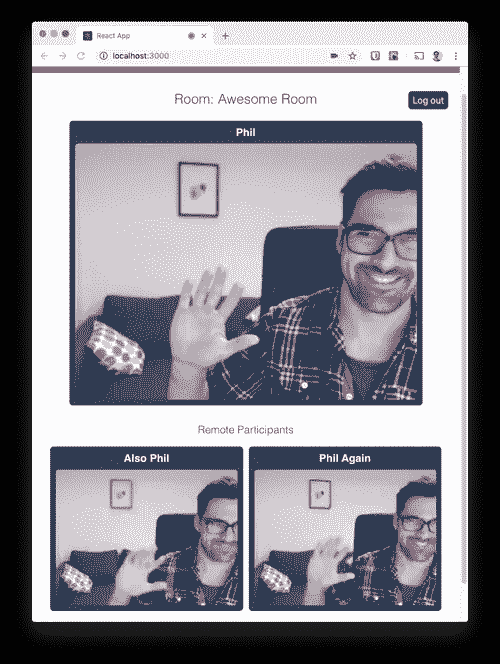 React App
localhost:3000
Room: Awesome Room
Log out
Phil
Remote Participants
Also Phil
Phil Again